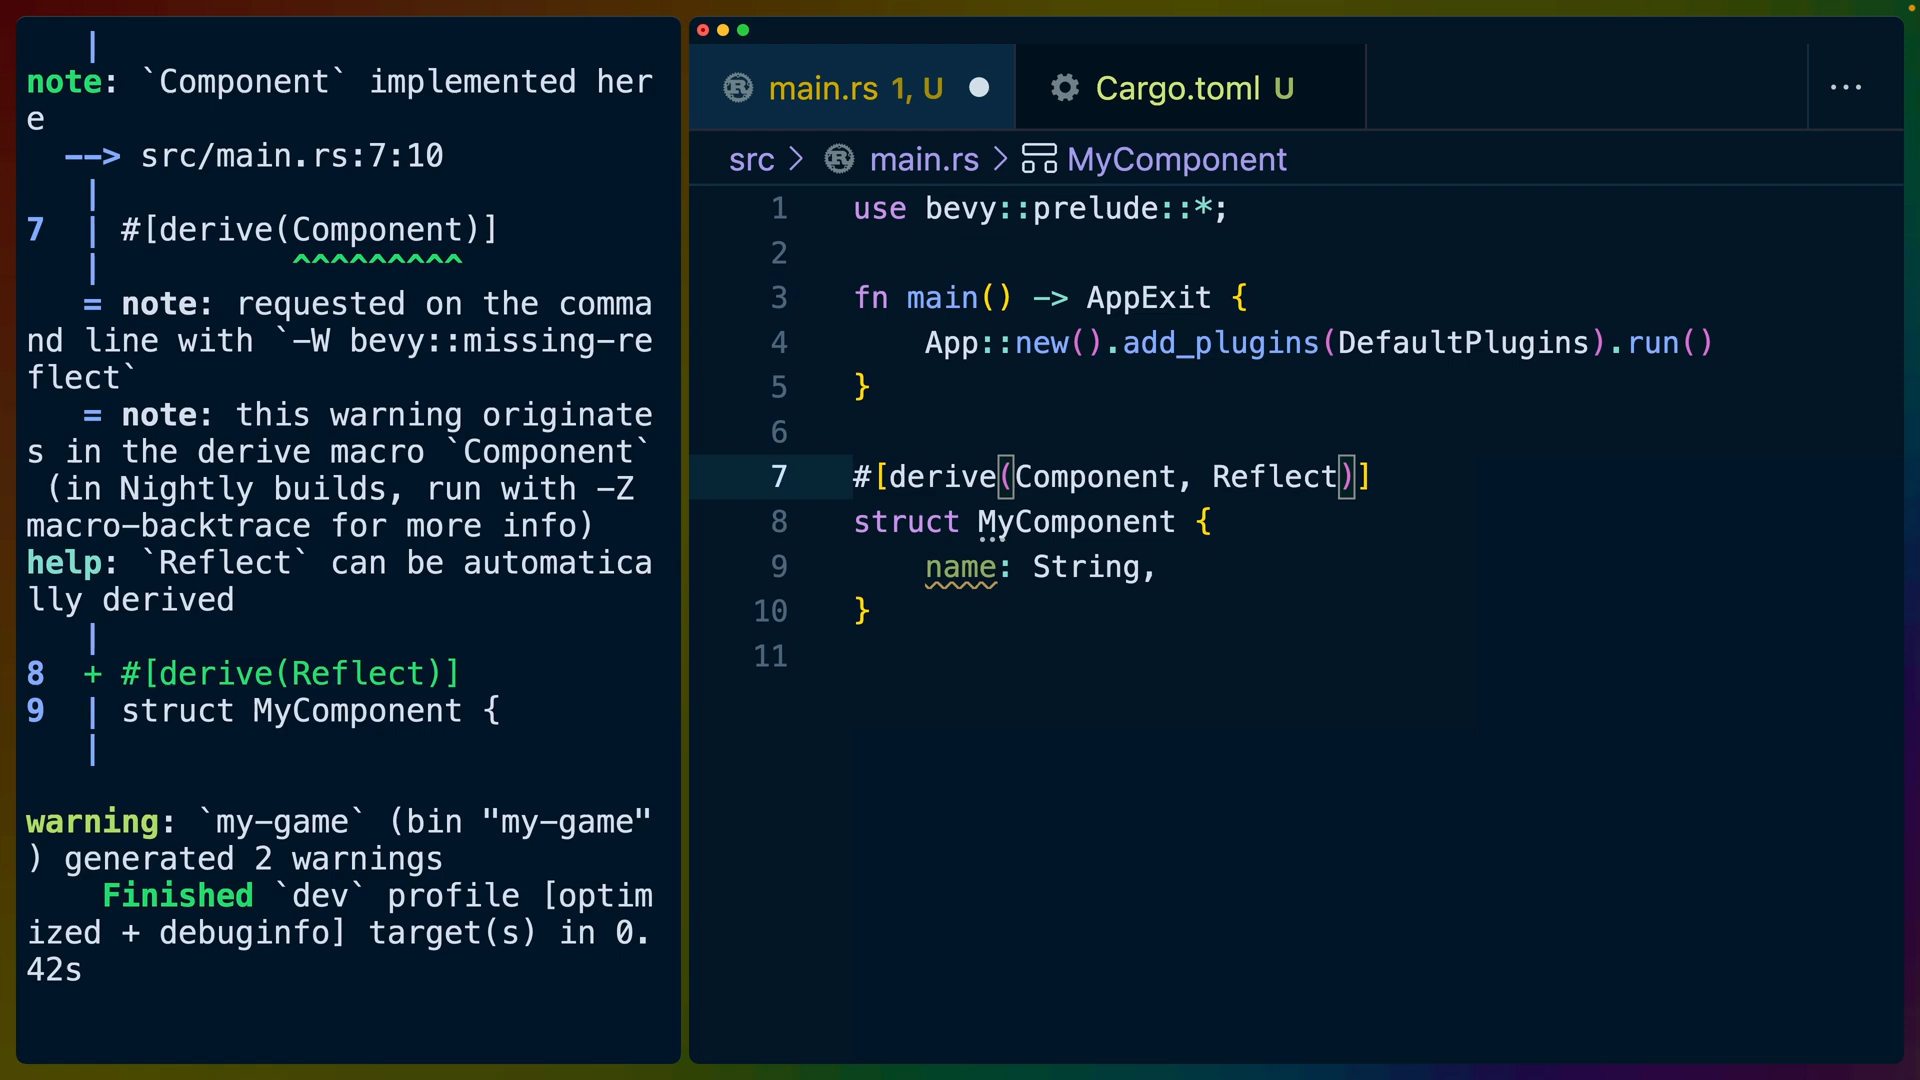 note: `Component` implemented her
e
--> src/main.rs:7:10
|
7 | #[derive(Component)]
| ^^^^^^^^^
= note: requested on the comma
nd line with `-W bevy::missing-re
flect`
= note: this warning originate
s in the derive macro `Component`
(in Nightly builds, run with -Z
macro-backtrace for more info)
help: `Reflect` can be automatica
lly derived
|
8 + #[derive(Reflect)]
9 | struct MyComponent {
|
warning: `my-game` (bin "my-game"
) generated 2 warnings
Finished `dev` profile [optim
ized + debuginfo] target(s) in 0.
42s
main.rs 1, U
Cargo.toml U
src > main.rs > MyComponent
1 use bevy::prelude::*;
2
3 fn main() -> AppExit {
4 App::new().add_plugins(DefaultPlugins).run()
5 }
6
7 #[derive(Component, Reflect)]
8 struct MyComponent {
9 name: String,
10 }
11